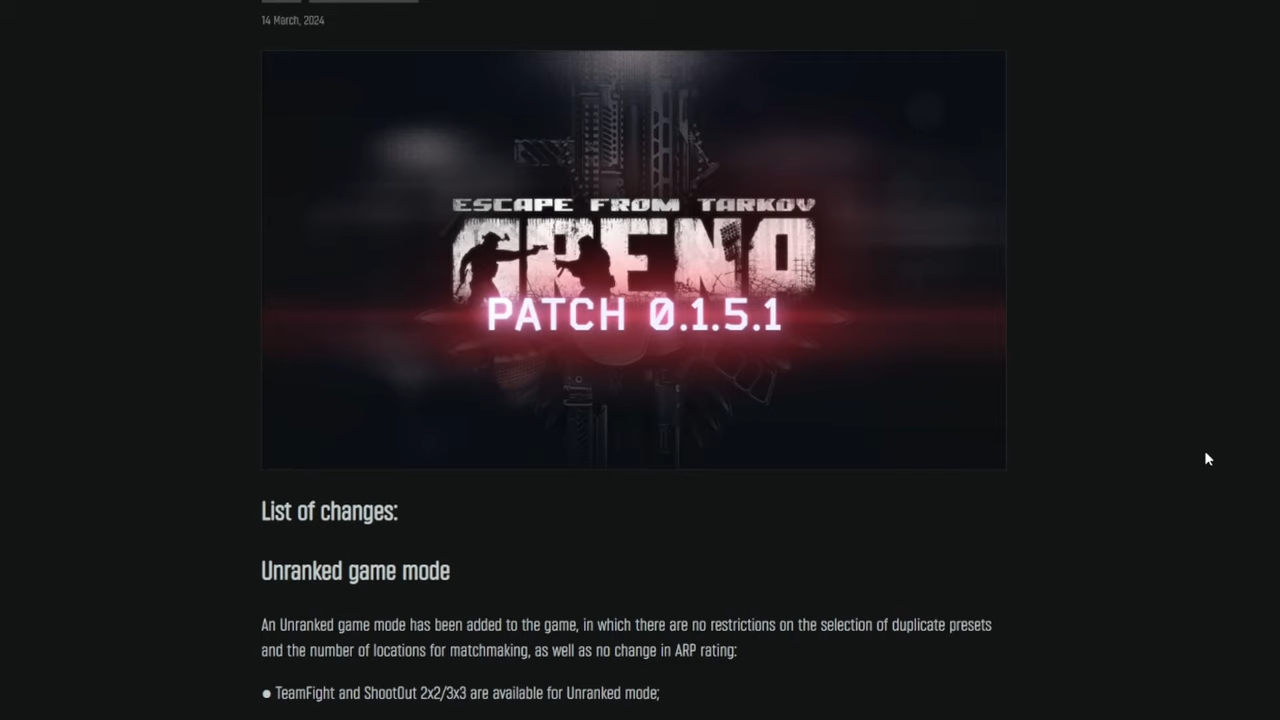 14 March, 2024
ESCAPE FROM TARKOV
ARENA
PATCH 0.1.5.1
List of changes:
Unranked game mode
An Unranked game mode has been added to the game, in which there are no restrictions on the selection of duplicate presets
and the number of locations for matchmaking, as well as no change in ARP rating:
● TeamFight and ShootOut 2x2/3x3 are available for Unranked mode;